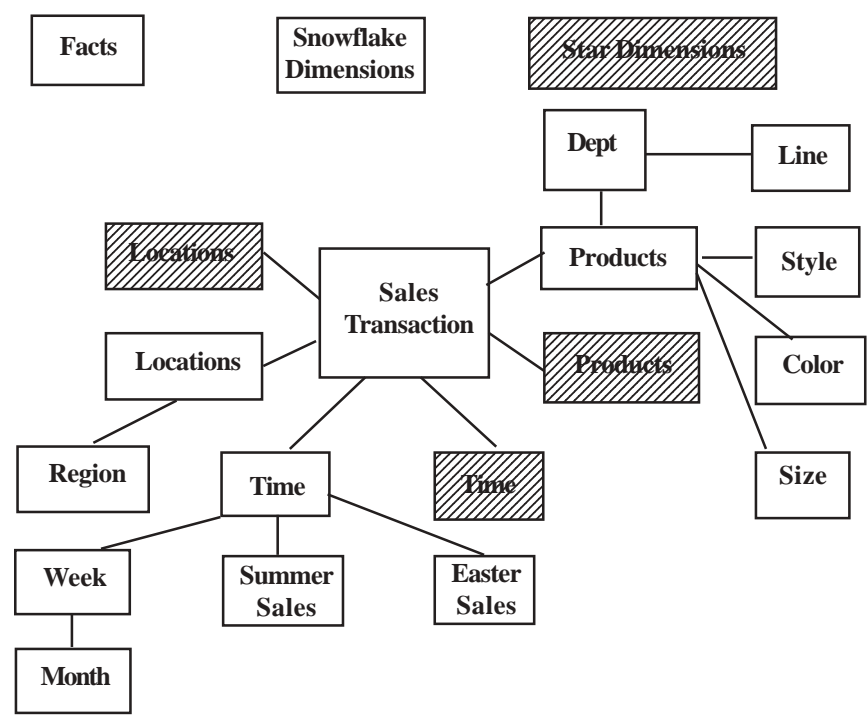 Facts
Snowflake
Dimensions
Star Dimensions
Dept
Line
Locations
Products
Style
Sales
Transaction
Locations
Products
Color
Region
Time
Time
Size
Week
Summer
Sales
Easter
Sales
Month